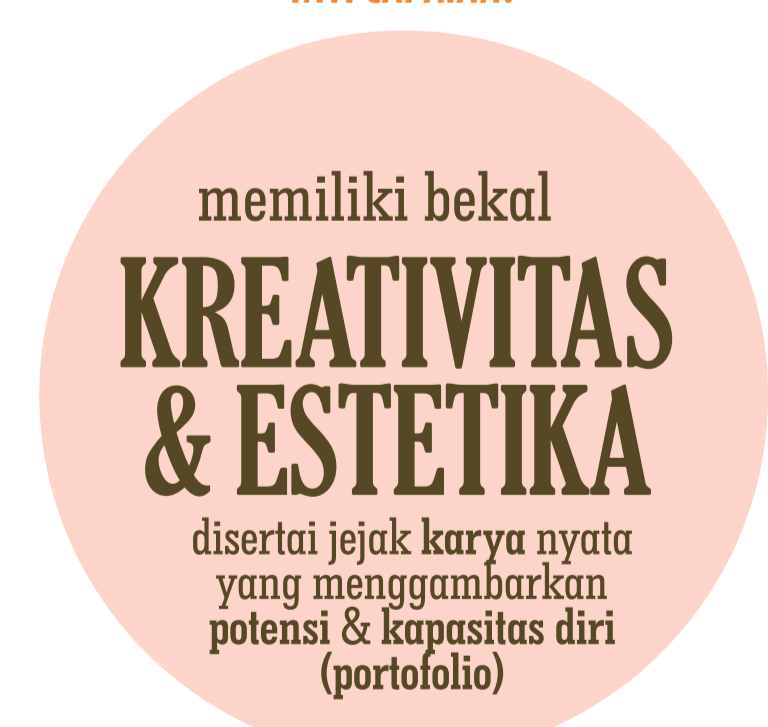 memiliki bekal
KREATIVITAS
& ESTETIKA
disertai jejak karya nyata
yang menggambarkan
potensi & kapasitas diri
(portofolio)